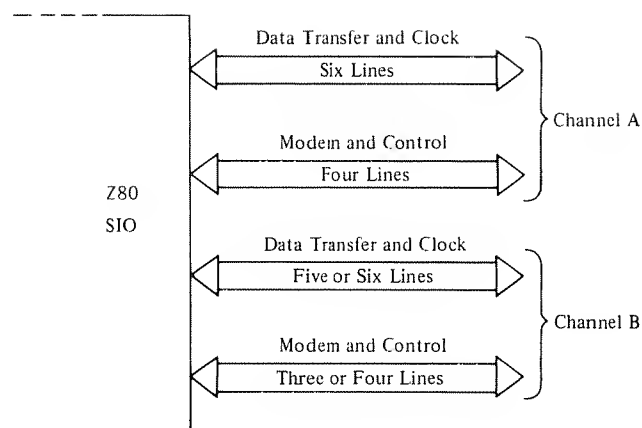 Data Transfer and Clock
Six Lines
Channel A
Modem and Control
Four Lines
Z80
SIO
Data Transfer and Clock
Five or Six Lines
Channel B
Modem and Control
Three or Four Lines